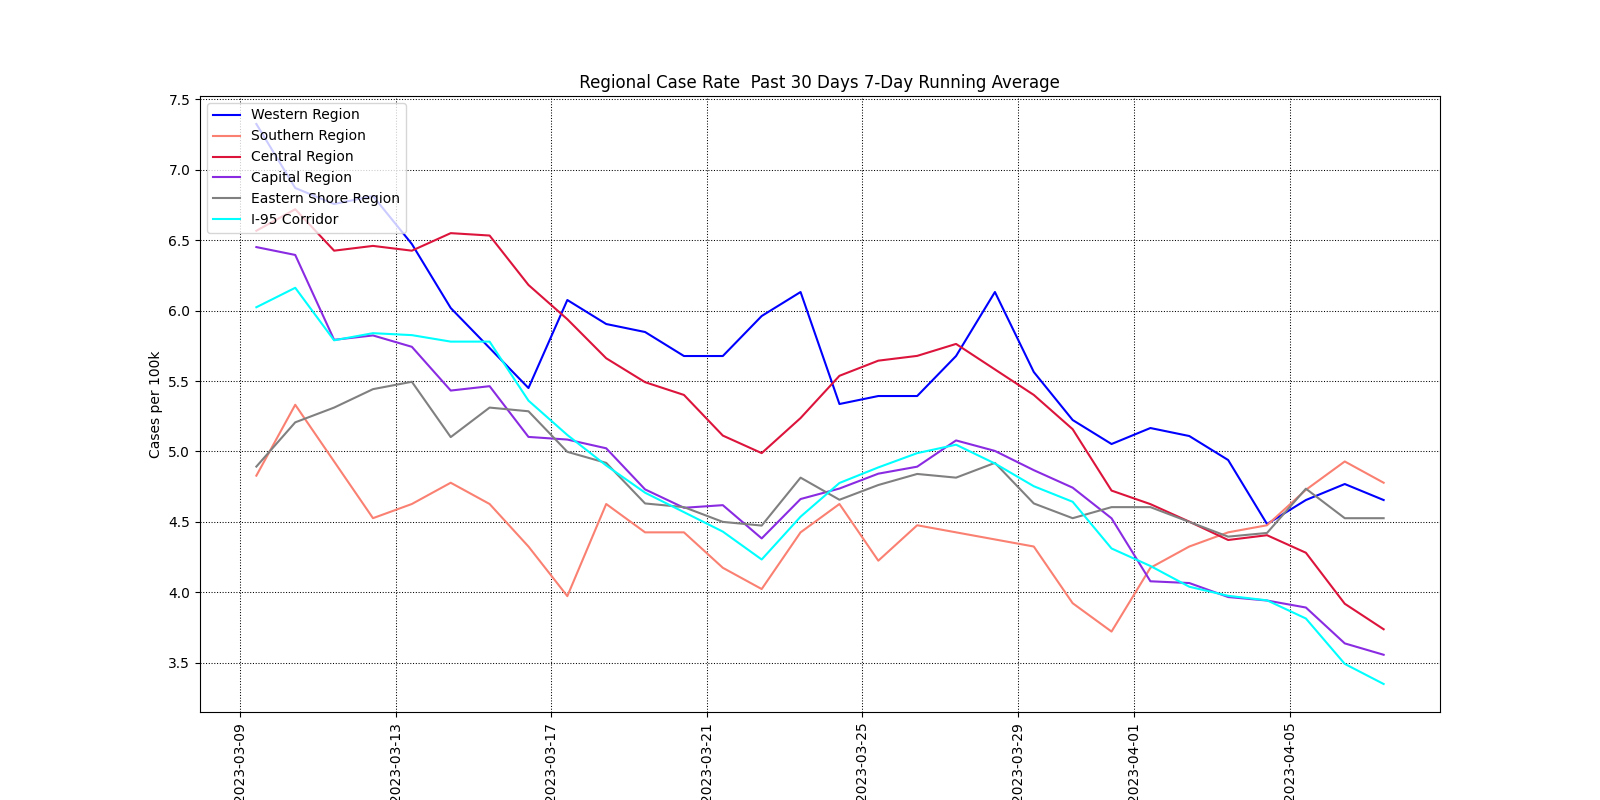 Regional Case Rate  Past 30 Days 7-Day Running Average
Western Region
Southern Region
Central Region
Capital Region
Eastern Shore Region
I-95 Corridor
Cases per 100k
7.5
7.0
6.5
6.0
5.5
5.0
4.5
4.0
3.5
2023-03-09
2023-03-13
2023-03-17
2023-03-21
2023-03-25
2023-03-29
2023-04-01
2023-04-05